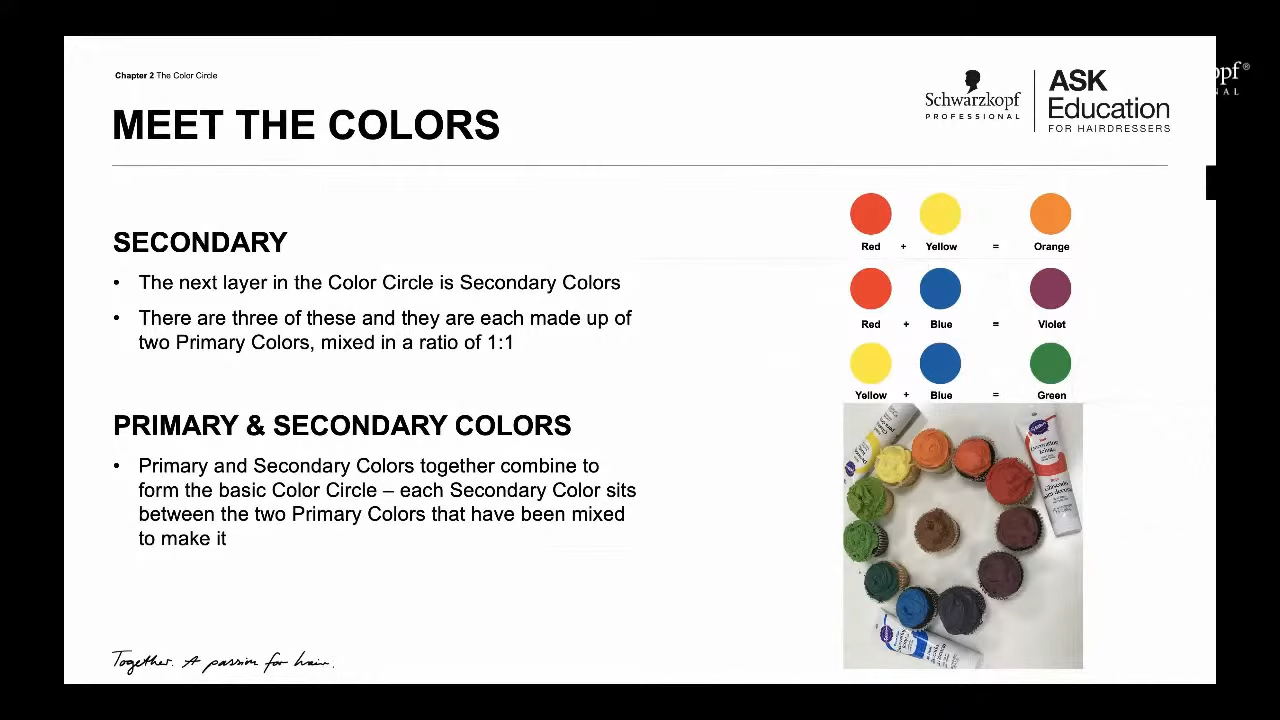 Chapter 2 The Color Circle
MEET THE COLORS
Schwarzkopf
PROFESSIONAL
ASK
Education
FOR HAIRDRESSERS
SECONDARY
• The next layer in the Color Circle is Secondary Colors
• There are three of these and they are each made up of
two Primary Colors, mixed in a ratio of 1:1
PRIMARY & SECONDARY COLORS
• Primary and Secondary Colors together combine to
form the basic Color Circle – each Secondary Color sits
between the two Primary Colors that have been mixed
to make it
Red + Yellow = Orange
Red + Blue = Violet
Yellow + Blue = Green
Together. A passion for hair.